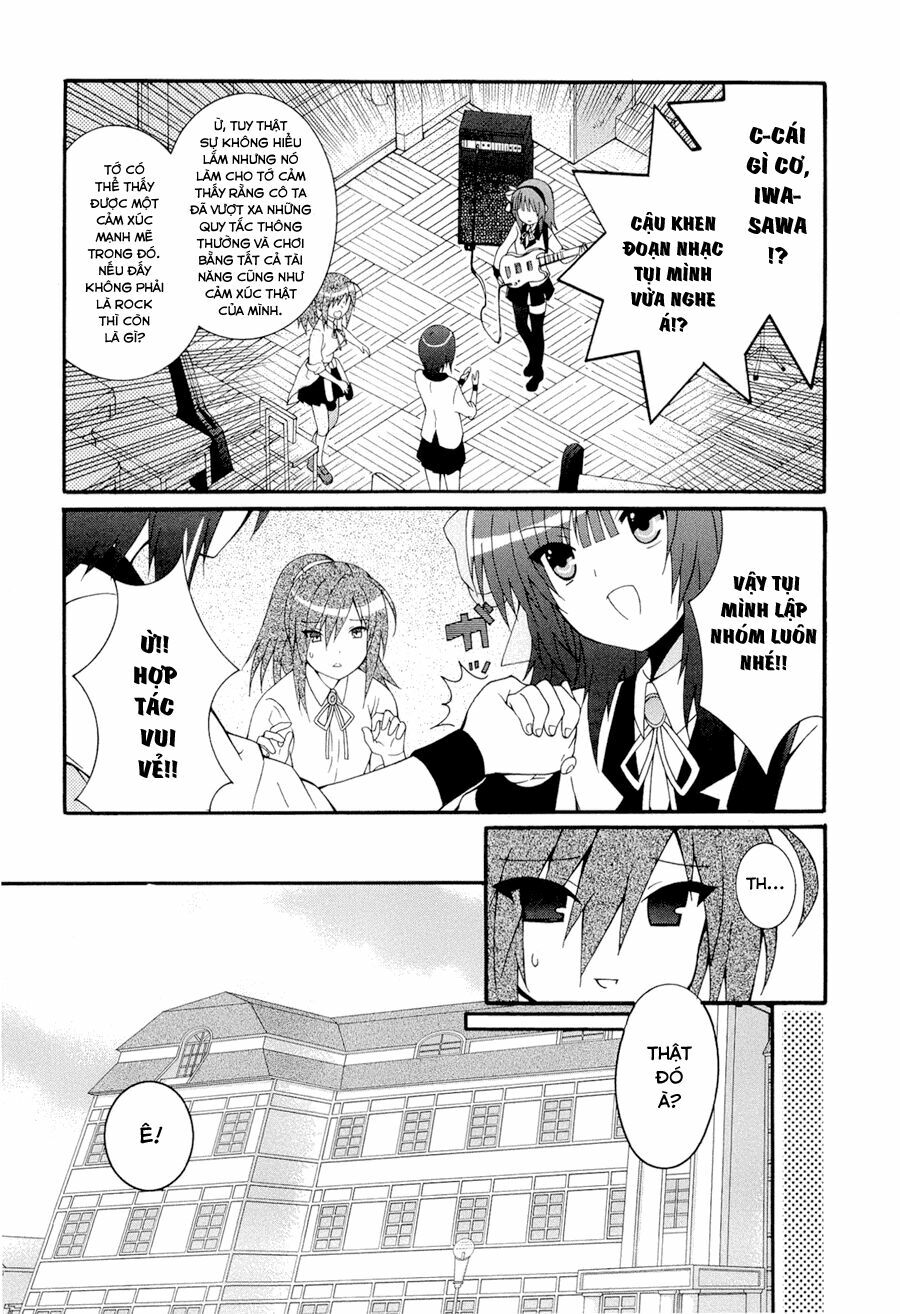 C-CÁI
GÌ CƠ,
IWA-
SAWA
!?
CẬU KHEN
ĐOẠN NHẠC
TỤI MÌNH
VỪA NGHE
Á!?
Ừ, TUY THẬT
SỰ KHÔNG HIỂU
LẮM NHƯNG NÓ
LÀM CHO TỚ CẢM
THẤY RẰNG CÔ TA
ĐÃ VƯỢT XA NHỮNG
QUY TẮC THÔNG
THƯỜNG VÀ CHƠI
BẰNG TẤT CẢ TÀI
NĂNG CŨNG NHƯ
CẢM XÚC THẬT
CỦA MÌNH.
TỚ CÓ
THỂ THẤY
ĐƯỢC MỘT
CẢM XÚC
MẠNH MẼ
TRONG ĐÓ.
NẾU ĐẤY
KHÔNG PHẢI
LÀ ROCK
THÌ CÒN
LÀ GÌ?
VẬY TỤI
MÌNH LẬP
NHÓM LUÔN
NHÉ!!
ガシッ
Ừ!!
HỢP
TÁC
VUI
VẺ!!
TH...
THẬT
ĐÓ
À?
Ê!